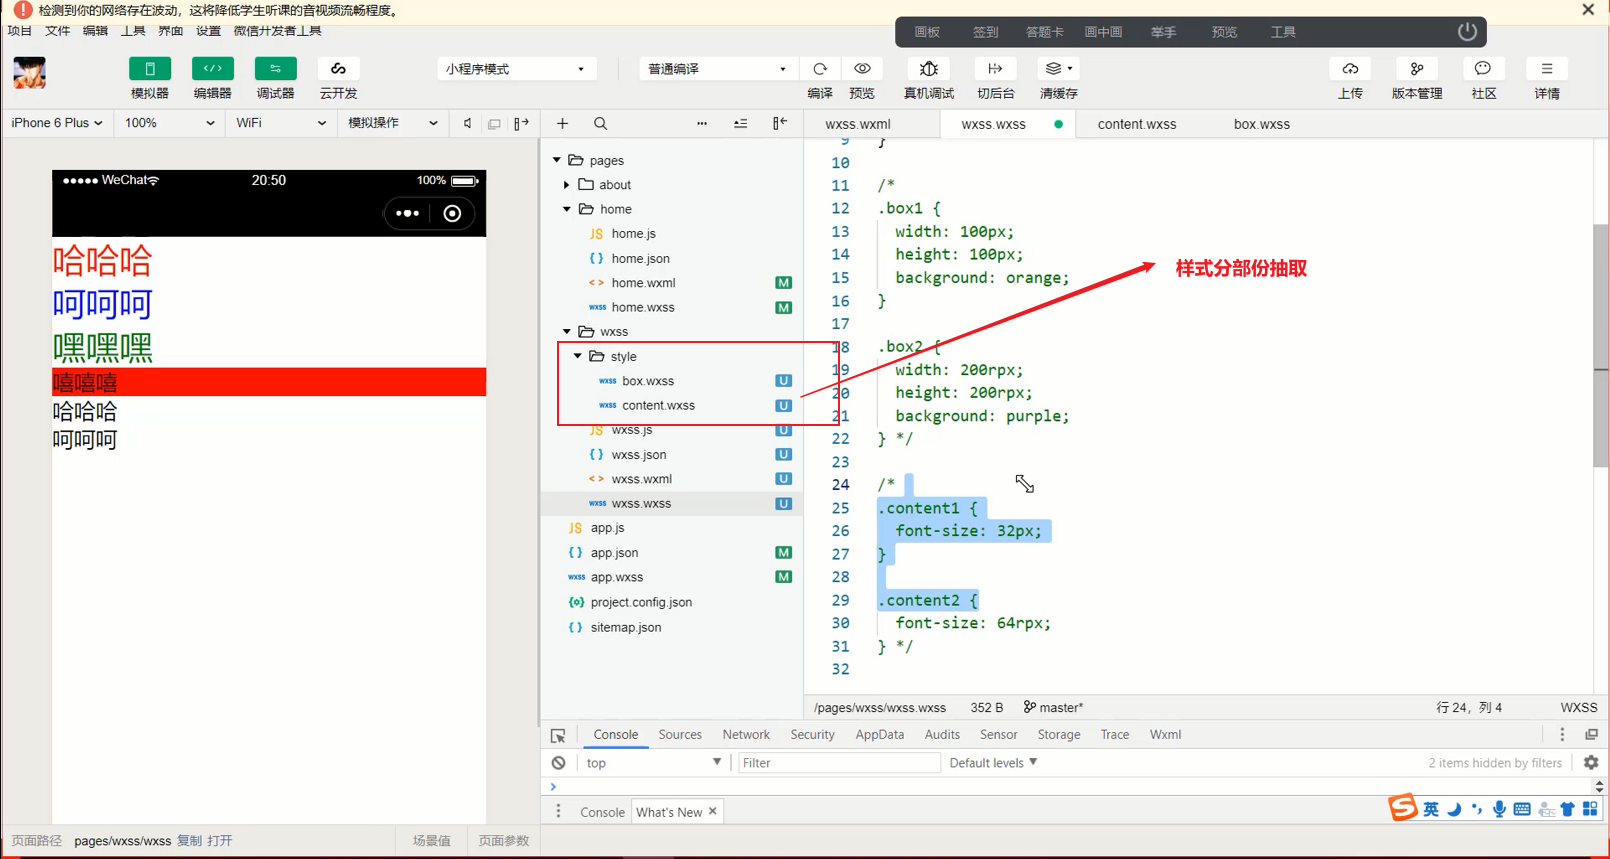 检测到你的网络存在波动，这将降低学生听课的音视频流畅程度。
项目 文件 编辑 工具 界面 设置 微信开发者工具
画板 签到 答题卡 画中画 举手 预览 工具
小程序模式 普通编译
模拟器 编辑器 调试器 云开发 编译 预览 真机调试 切后台 清缓存 上传 版本管理 社区 详情
iPhone 6 Plus 100% WiFi 模拟操作
wxss.wxml wxss.wxss content.wxss box.wxss
WeChat 20:50 100%
哈哈哈
呵呵呵
嘿嘿嘿
嘻嘻嘻
哈哈哈
呵呵呵
pages
about
home
JS home.js
{ } home.json
< > home.wxml M
wxss home.wxss M
wxss
style
wxss box.wxss U
wxss content.wxss U
JS wxss.js U
{ } wxss.json U
< > wxss.wxml U
wxss wxss.wxss U
JS app.js
{ } app.json M
wxss app.wxss M
{o} project.config.json
{ } sitemap.json
9 }
10
11 /*
12 .box1 {
13 width: 100px;
14 height: 100px;
15 background: orange;
16 }
17
18 .box2 {
19 width: 200rpx;
20 height: 200rpx;
21 background: purple;
22 } */
23
24 /*
25 .content1 {
26 font-size: 32px;
27 }
28
29 .content2 {
30 font-size: 64rpx;
31 } */
32
样式分部份抽取
/pages/wxss/wxss.wxss 352 B master* 行 24，列 4 WXSS
Console Sources Network Security AppData Audits Sensor Storage Trace Wxml
top Filter Default levels 2 items hidden by filters
Console What's New
英
页面路径 pages/wxss/wxss 复制 打开 场景值 页面参数